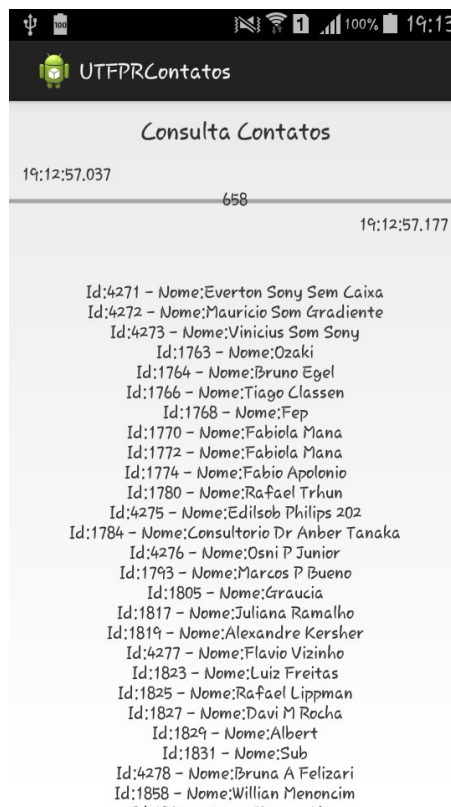 100 1 100% 19:13
UTFPRContatos
Consulta Contatos
19:12:57.037
658
19:12:57.177
Id:4271 - Nome:Everton Sony Sem Caixa
Id:4272 - Nome:Mauricio Som Gradiente
Id:4273 - Nome:Vinicius Som Sony
Id:1763 - Nome:Ozaki
Id:1764 - Nome:Bruno Egel
Id:1766 - Nome:Tiago Classen
Id:1768 - Nome:Fep
Id:1770 - Nome:Fabiola Mana
Id:1772 - Nome:Fabiola Mana
Id:1774 - Nome:Fabio Apolonio
Id:1780 - Nome:Rafael Trhun
Id:4275 - Nome:Edilsob Philips 202
Id:1784 - Nome:Consultorio Dr Anber Tanaka
Id:4276 - Nome:Osni P Junior
Id:1793 - Nome:Marcos P Bueno
Id:1805 - Nome:Graucia
Id:1817 - Nome:Juliana Ramalho
Id:1819 - Nome:Alexandre Kersher
Id:4277 - Nome:Flavio Vizinho
Id:1823 - Nome:Luiz Freitas
Id:1825 - Nome:Rafael Lippman
Id:1827 - Nome:Davi M Rocha
Id:1829 - Nome:Albert
Id:1831 - Nome:Sub
Id:4278 - Nome:Bruna A Felizari
Id:1858 - Nome:Willian Menoncim